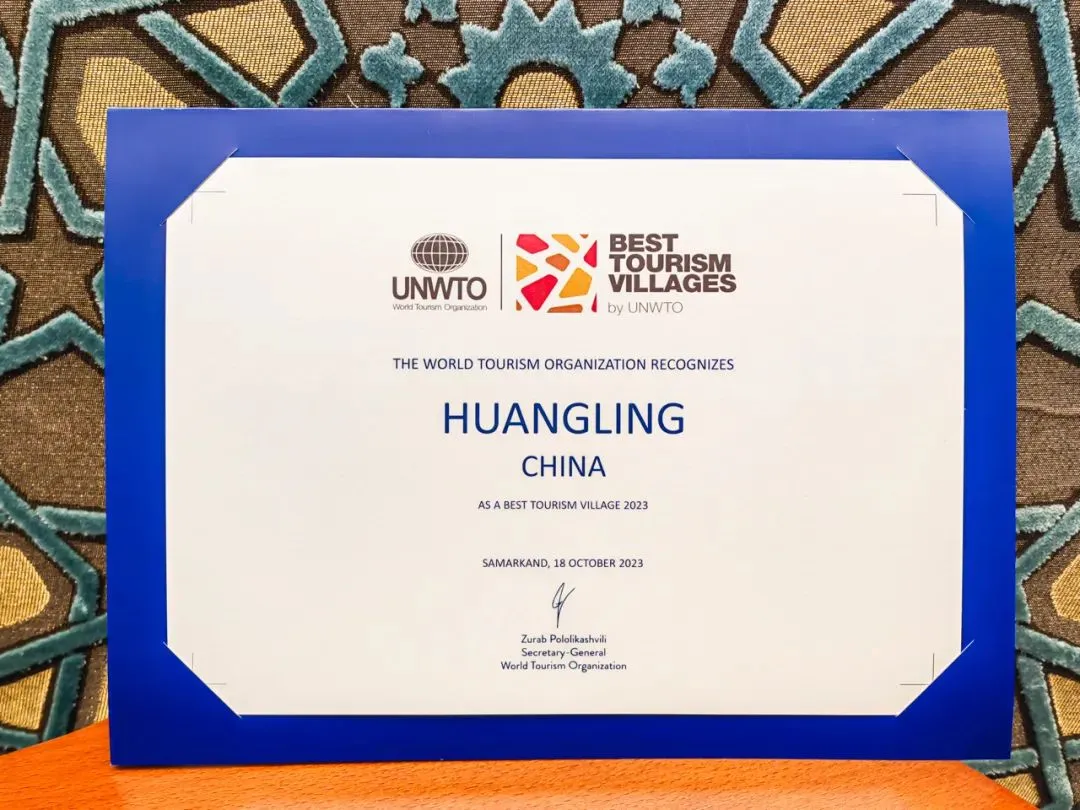 UNWTO
World Tourism Organization
BEST
TOURISM
VILLAGES
by UNWTO
THE WORLD TOURISM ORGANIZATION RECOGNIZES
HUANGLING
CHINA
AS A BEST TOURISM VILLAGE 2023
SAMARKAND, 18 OCTOBER 2023
Zurab Pololikashvili
Secretary-General
World Tourism Organization